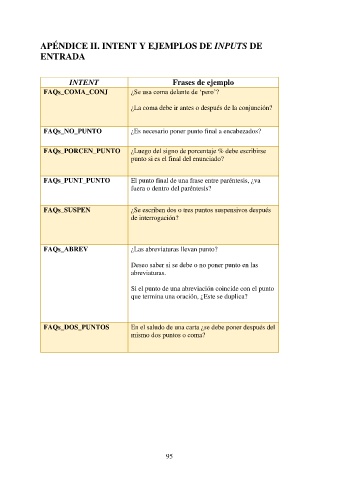 APÉNDICE II. INTENT Y EJEMPLOS DE INPUTS DE
ENTRADA
INTENT Frases de ejemplo
FAQs_COMA_CONJ ¿Se usa coma delante de ‘pero’?
¿La coma debe ir antes o después de la conjunción?
FAQs_NO_PUNTO ¿Es necesario poner punto final a encabezados?
FAQs_PORCEN_PUNTO ¿Luego del signo de porcentaje % debe escribirse
punto si es el final del enunciado?
FAQs_PUNT_PUNTO El punto final de una frase entre paréntesis, ¿va
fuera o dentro del paréntesis?
FAQs_SUSPEN ¿Se escriben dos o tres puntos suspensivos después
de interrogación?
FAQs_ABREV ¿Las abreviaturas llevan punto?
Deseo saber si se debe o no poner punto en las
abreviaturas.
Si el punto de una abreviación coincide con el punto
que termina una oración, ¿Este se duplica?
FAQs_DOS_PUNTOS En el saludo de una carta ¿se debe poner después del
mismo dos puntos o coma?
95